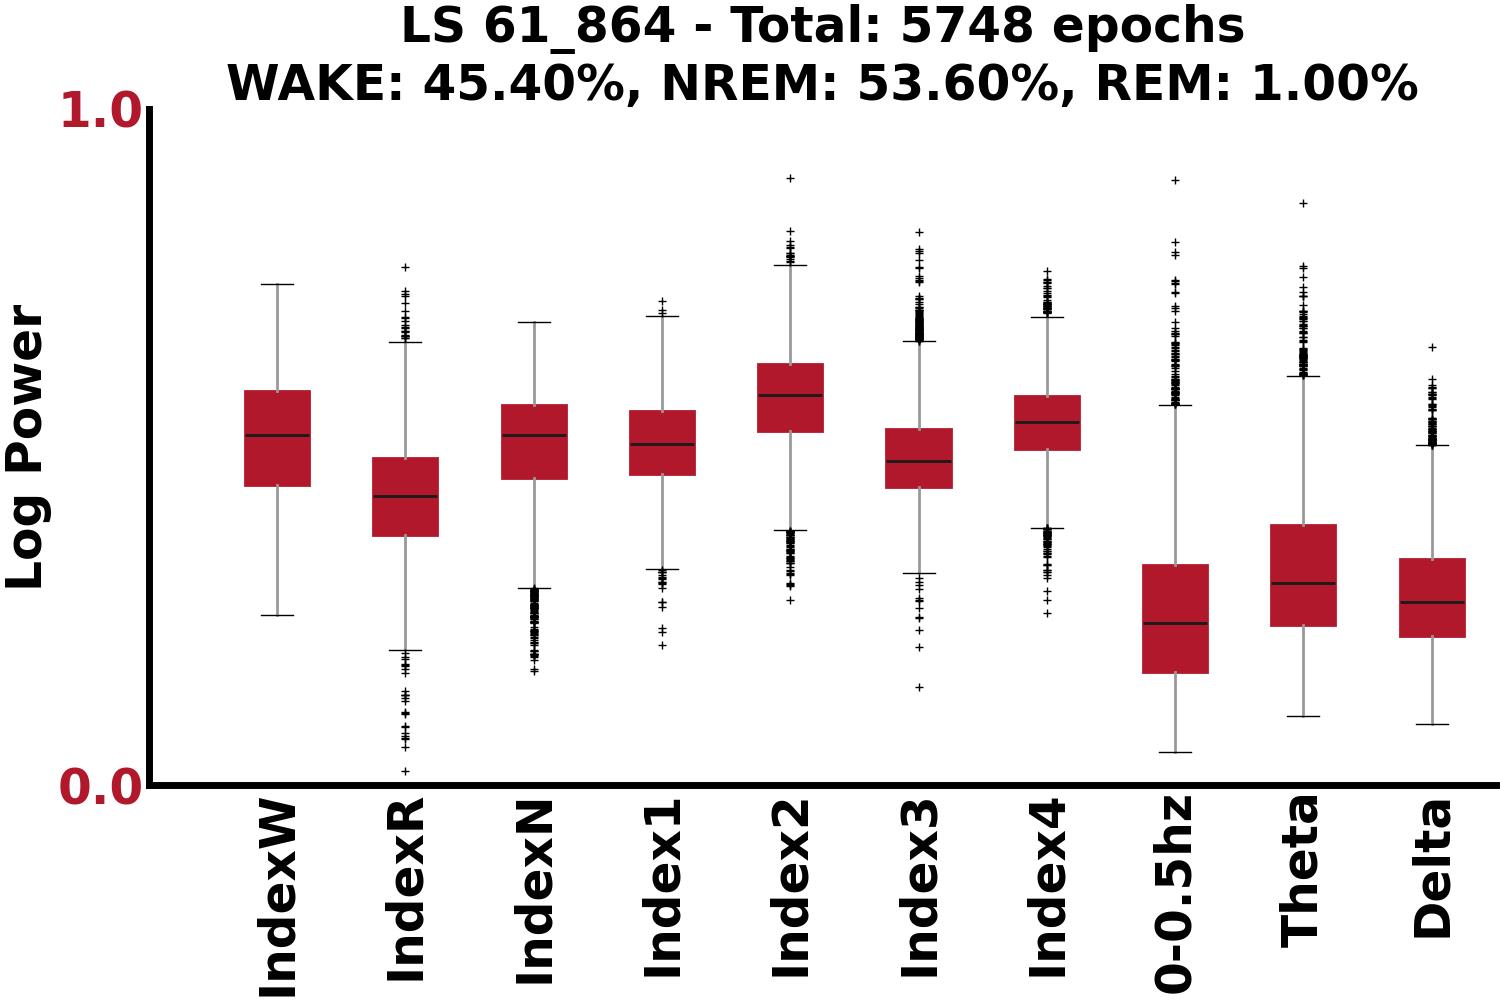 LS 61_864 - Total: 5748 epochs
WAKE: 45.40%, NREM: 53.60%, REM: 1.00%
1.0
Log Power
0.0
IndexW
IndexR
IndexN
Index1
Index2
Index3
Index4
0-0.5hz
Theta
Delta